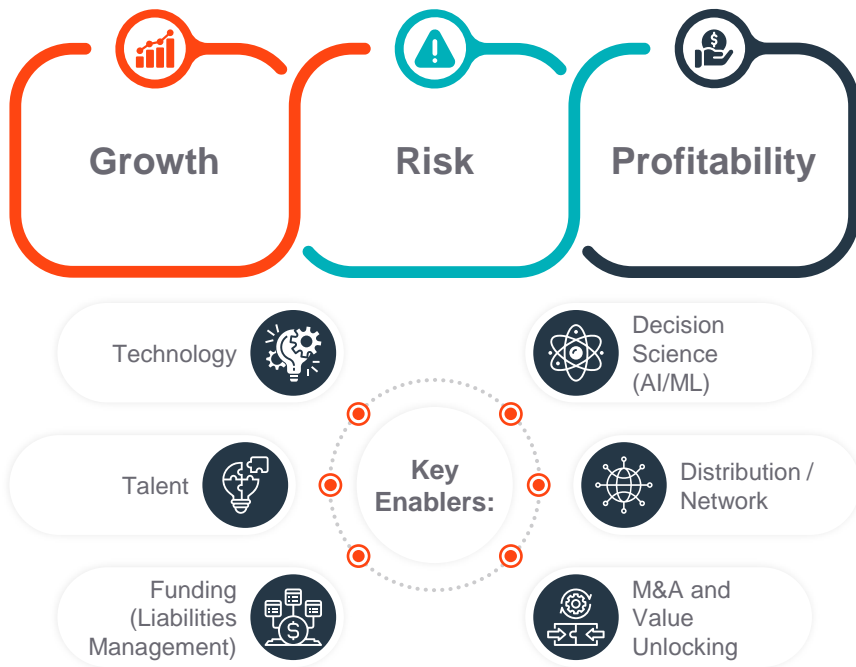 Growth
Risk
Profitability
Technology
Decision
Science
(AI/ML)
Key
Enablers:
Talent
Distribution /
Network
Funding
(Liabilities
Management)
M&A and
Value
Unlocking